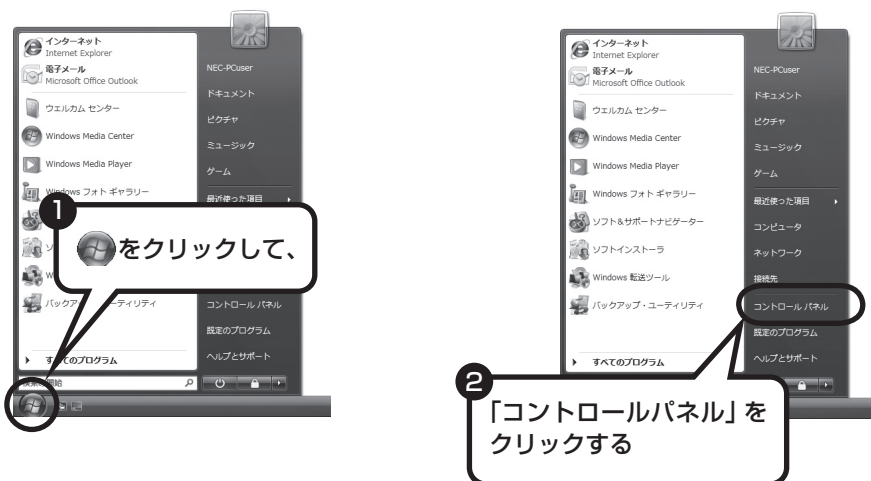 インターネット
Internet Explorer
電子メール
Microsoft Office Outlook
ウェルカム センター
Windows Media Center
Windows Media Player
Windows フォト ギャラリー
バックア
ーティリティ
すべてのプログラム
NEC-PCuser
ドキュメント
ピクチャ
ミュージック
ゲーム
最近使った項目
コントロール パネル
既定のプログラム
ヘルプとサポート
1
をクリックして、
インターネット
Internet Explorer
電子メール
Microsoft Office Outlook
ウェルカム センター
Windows Media Center
Windows Media Player
Windows フォト ギャラリー
ソフト&サポートナビゲーター
ソフトインストーラ
Windows 転送ツール
バックアップ・ユーティリティ
すべてのプログラム
NEC-PCuser
ドキュメント
ピクチャ
ミュージック
ゲーム
最近使った項目
コンピュータ
ネットワーク
接続先
コントロール パネル
既定のプログラム
ヘルプとサポート
2
「コントロールパネル」を
クリックする